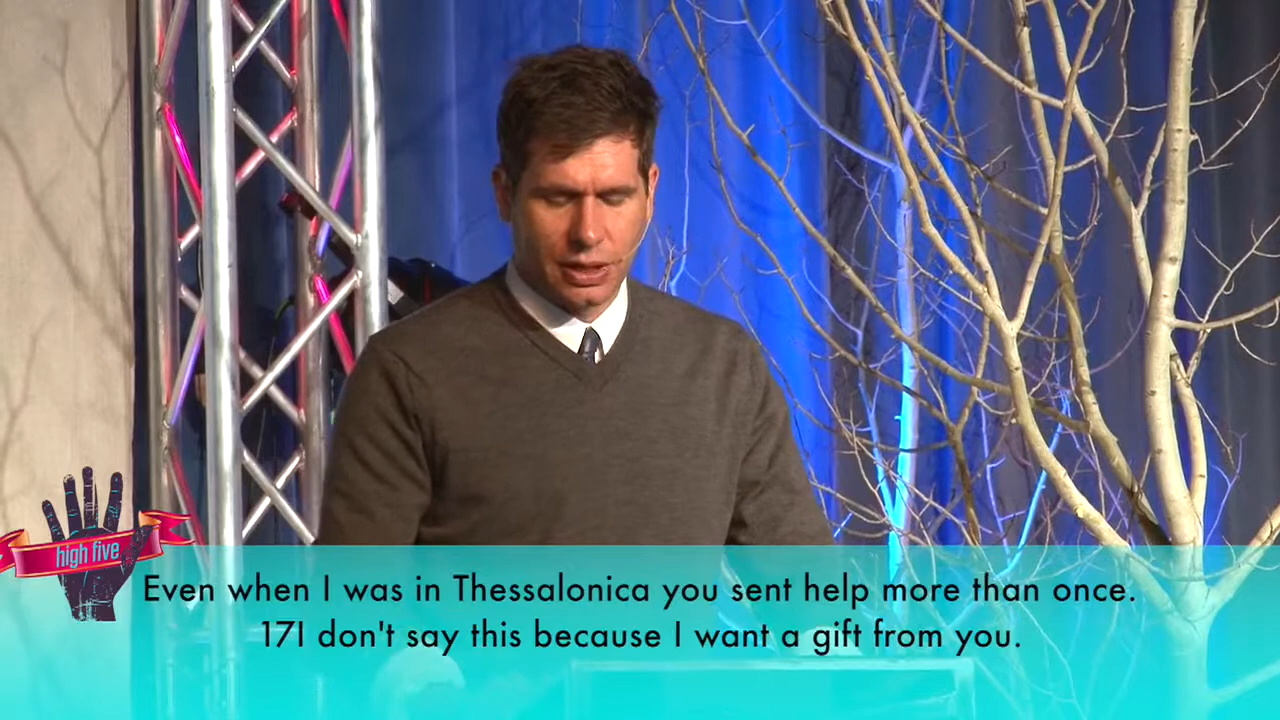 high five
Even when I was in Thessalonica you sent help more than once.
17I don't say this because I want a gift from you.